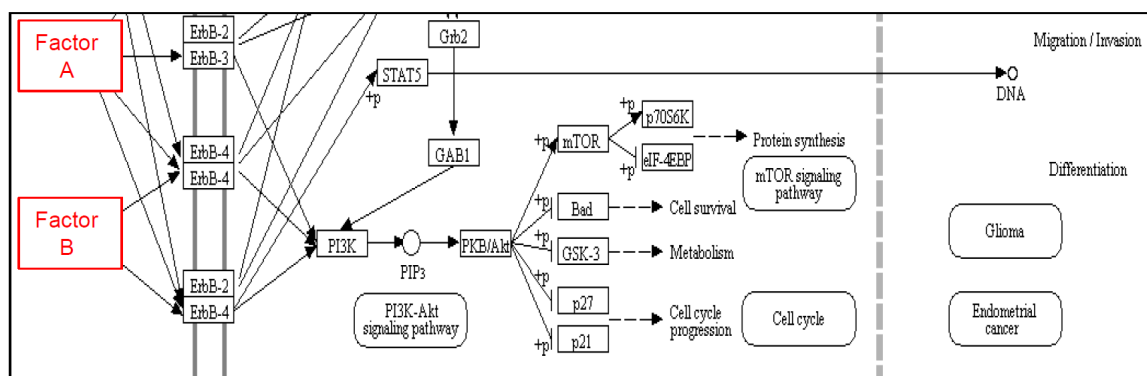 Factor
A
ErbB-2
ErbB-3
Grb2
Migration / Invasion
STAT5
+p
DNA
+p
p70S6K
+p
mTOR
Protein synthesis
ErbB-4
ErbB-4
GAB1
+p
eIF-4EBP
mTOR signaling
pathway
Differentiation
Factor
B
+p
Bad
Cell survival
PI3K
PIP3
PKB/Akt
+p
GSK-3
Metabolism
Glioma
ErbB-2
ErbB-4
+p
p27
PI3K-Akt
signaling pathway
Cell cycle
progression
Cell cycle
Endometrial
cancer
+p
p21